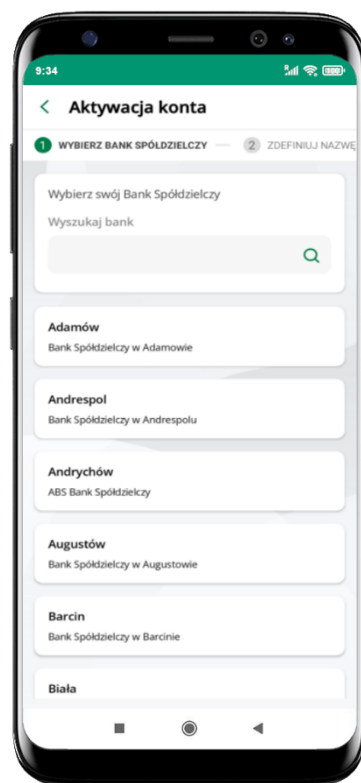 9:34
Aktywacja konta
1 WYBIERZ BANK SPÓŁDZIELCZY 2 ZDEFINIUJ NAZWĘ
Wybierz swój Bank Spółdzielczy
Wyszukaj bank
Adamów
Bank Spółdzielczy w Adamowie
Andrespol
Bank Spółdzielczy w Andrespolu
Andrychów
ABS Bank Spółdzielczy
Augustów
Bank Spółdzielczy w Augustowie
Barcin
Bank Spółdzielczy w Barcinie
Biała